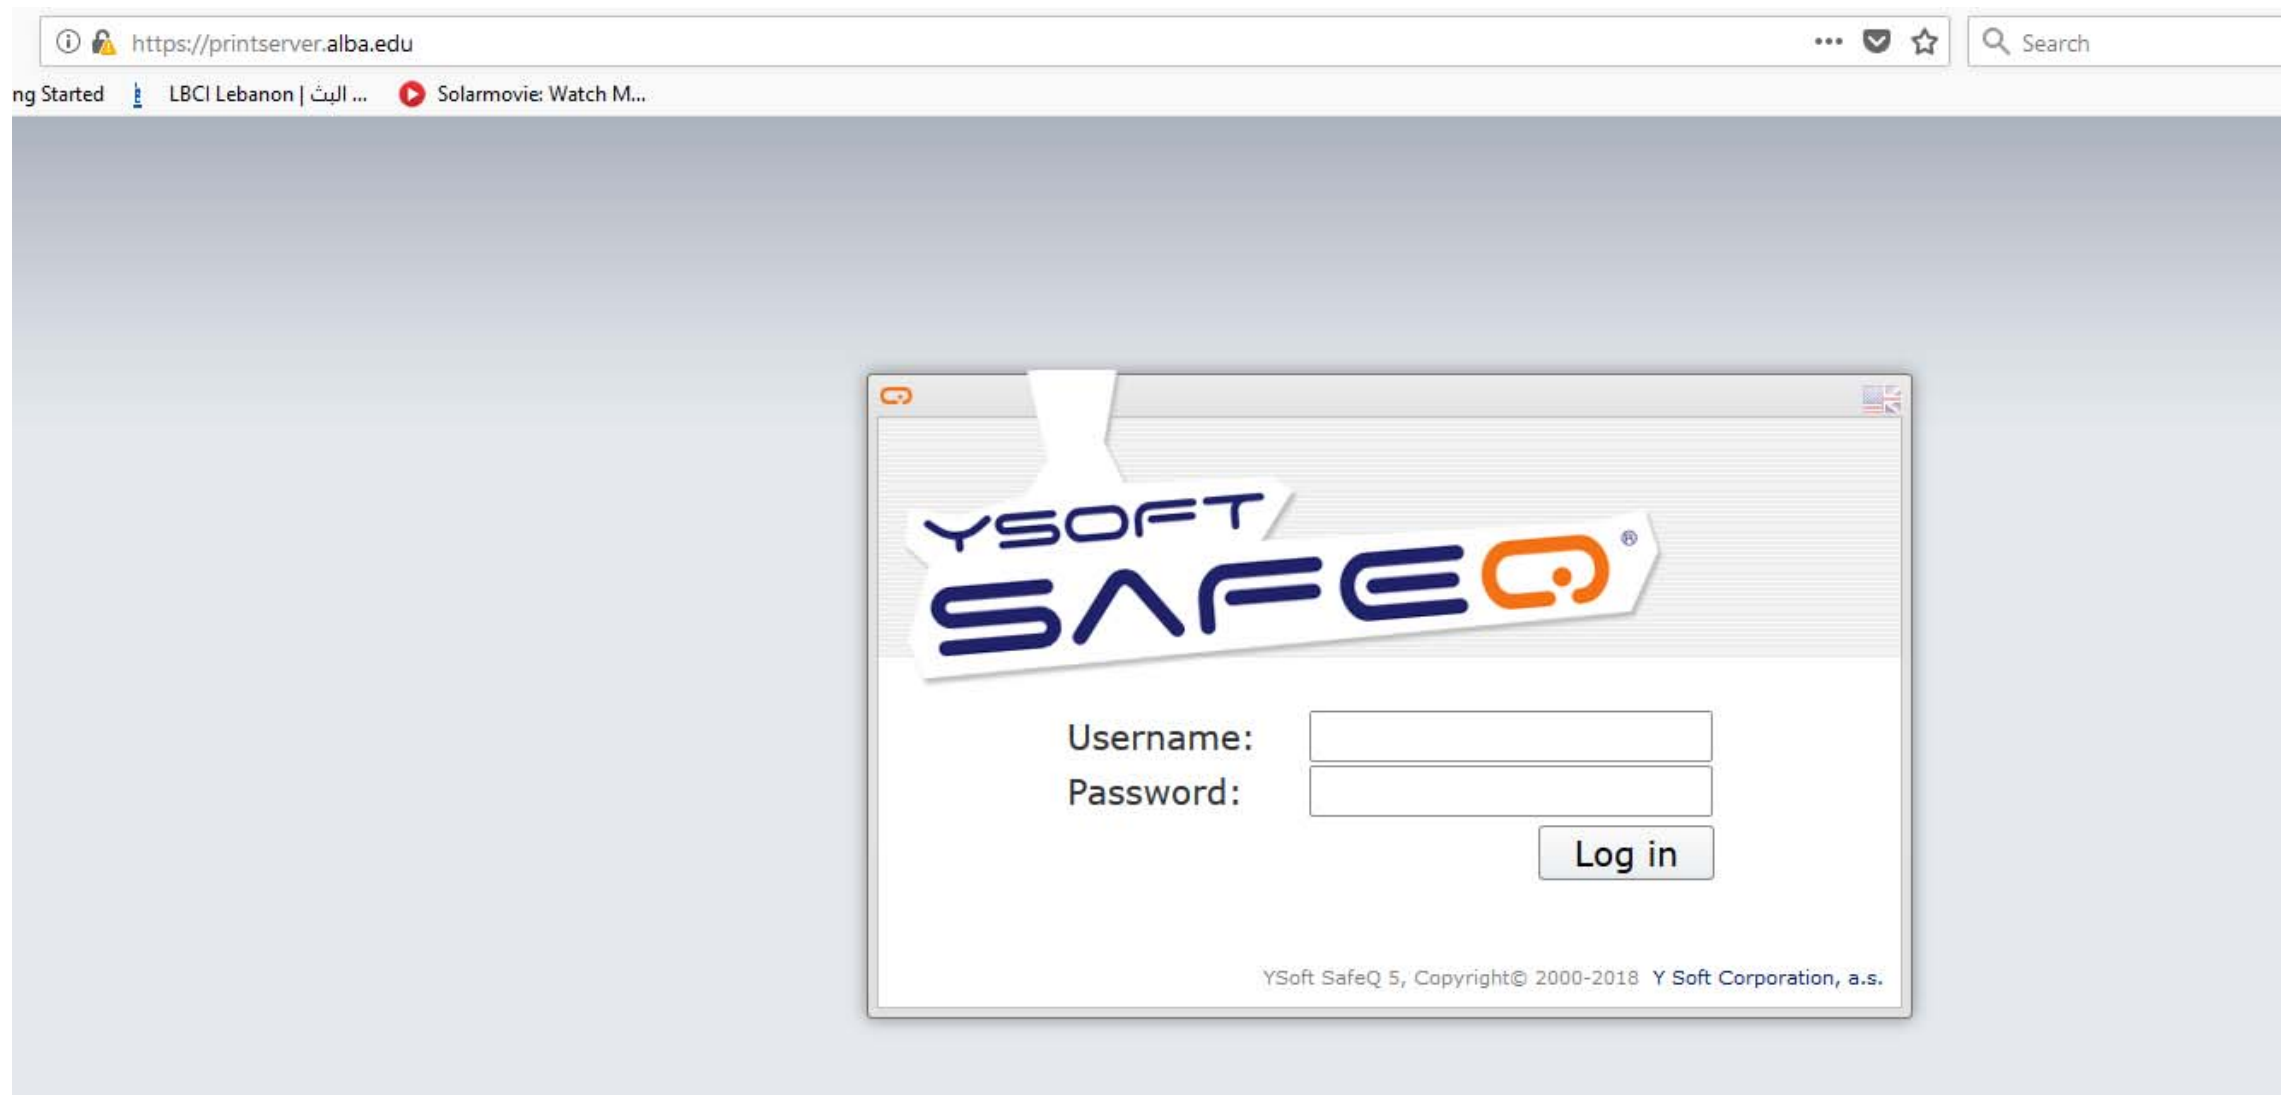 https://printserver.alba.edu
Search
ng Started
LBCI Lebanon | البث ...
Solarmovie: Watch M...
YSOFT
SAFEQ®
Username:
Password:
Log in
YSoft SafeQ 5, Copyright© 2000-2018 Y Soft Corporation, a.s.